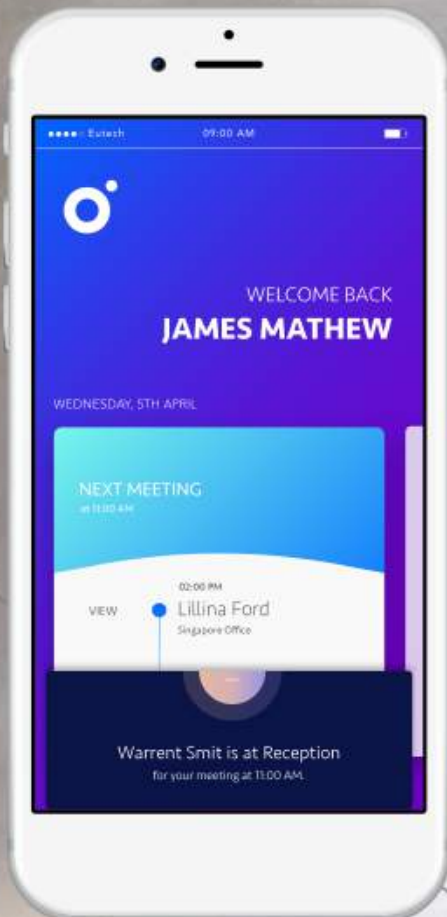 Eutech 09:00 AM
WELCOME BACK
JAMES MATHEW
WEDNESDAY, 5TH APRIL
NEXT MEETING
at 11:00 AM
02:00 PM
VIEW Lillina Ford
Singapore Office
Warrent Smit is at Reception
for your meeting at 11:00 AM.